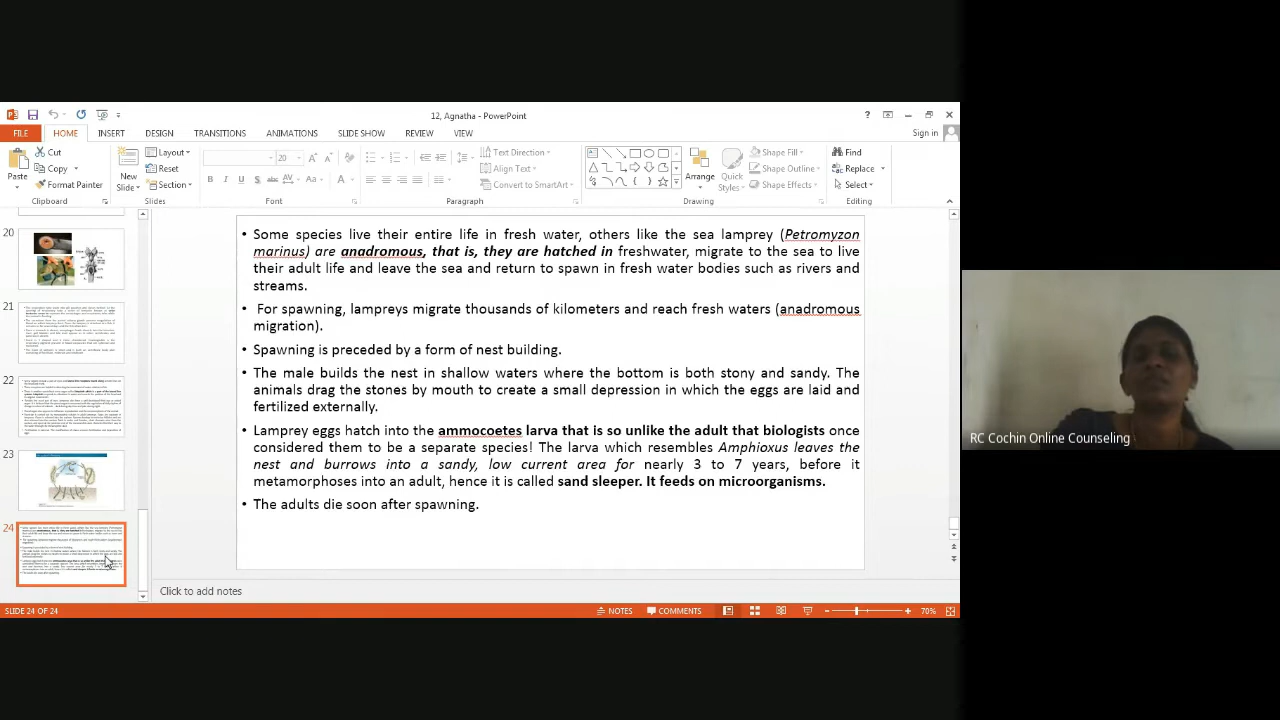 12, Agnatha - PowerPoint
FILE HOME INSERT DESIGN TRANSITIONS ANIMATIONS SLIDE SHOW REVIEW VIEW Sign in
Paste Cut Copy Format Painter Clipboard
New Slide Layout Reset Section Slides
20 Font
Text Direction Align Text Convert to SmartArt Paragraph
Arrange Quick Styles Shape Fill Shape Outline Shape Effects Drawing
Find Replace Select Editing
20
21
22
23
24
• Some species live their entire life in fresh water, others like the sea lamprey (Petromyzon
marinus) are anadromous, that is, they are hatched in freshwater, migrate to the sea to live
their adult life and leave the sea and return to spawn in fresh water bodies such as rivers and
streams.
• For spawning, lampreys migrate thousands of kilometers and reach fresh waters (anadromous
migration).
• Spawning is preceded by a form of nest building.
• The male builds the nest in shallow waters where the bottom is both stony and sandy. The
animal drags stones by mouth forming a small depression in which the eggs are laid and
fertilized externally.
• Lamprey eggs hatch into the ammocoetes larva that is so unlike the adult that biologists once
considered them to be a separate species! The larva which resembles Amphioxus leaves the
nest and burrows into a sandy, low current area for nearly 3 to 7 years, before it
metamorphoses into an adult, hence it is called sand sleeper. It feeds on microorganisms.
• The adults die soon after spawning.
Click to add notes
SLIDE 24 OF 24 NOTES COMMENTS 70%
RC Cochin Online Counseling